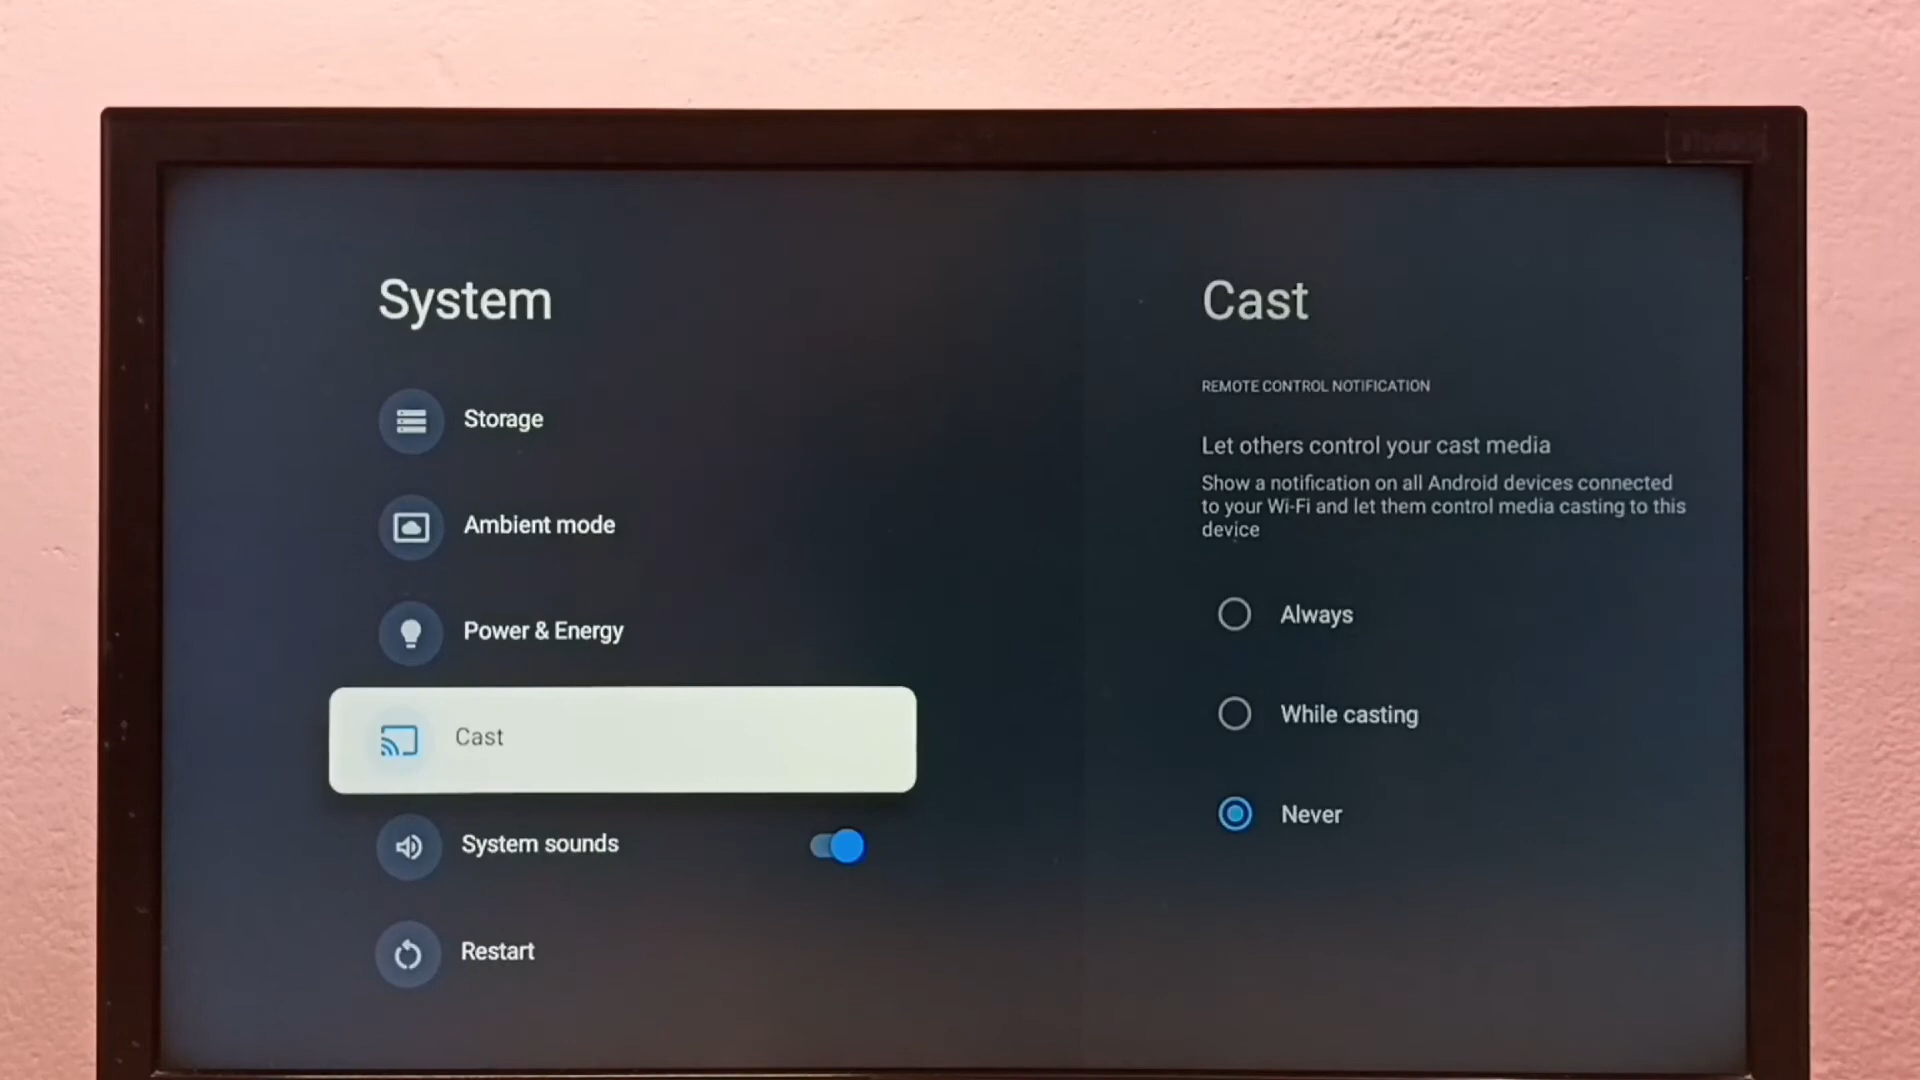 System
Storage
Ambient mode
Power & Energy
Cast
System sounds
Restart
Cast
REMOTE CONTROL NOTIFICATION
Let others control your cast media
Show a notification on all Android devices connected
to your Wi-Fi and let them control media casting to this
device
Always
While casting
Never